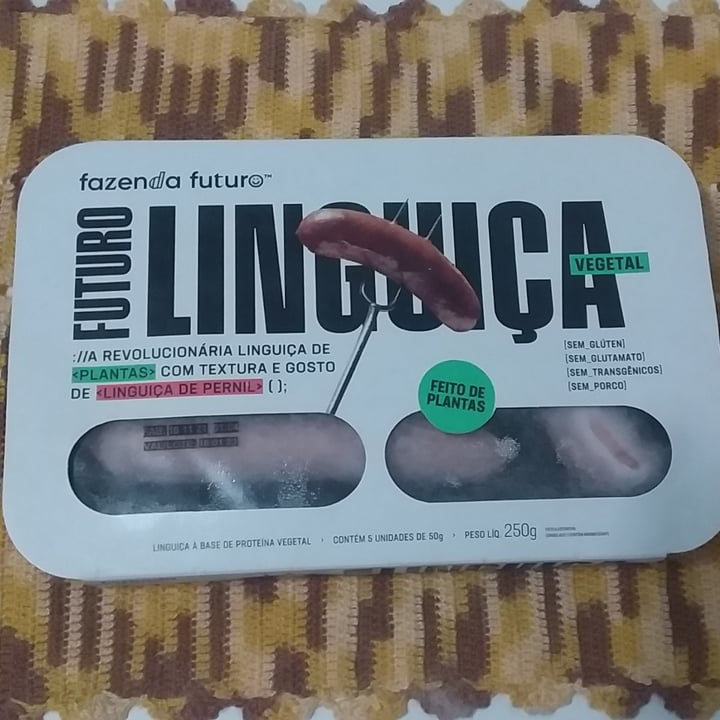 fazenda futuro™
FUTURO
LINGUIÇA
VEGETAL
://A REVOLUCIONÁRIA LINGUIÇA DE
<PLANTAS> COM TEXTURA E GOSTO
DE <LINGUIÇA DE PERNIL> ( );
[SEM_GLÚTEN]
[SEM_GLUTAMATO]
[SEM_TRANSGÊNICOS]
[SEM_PORCO]
FEITO DE
PLANTAS
LINGUIÇA À BASE DE PROTEÍNA VEGETAL › CONTÉM 5 UNIDADES DE 50g › PESO LÍQ. 250g